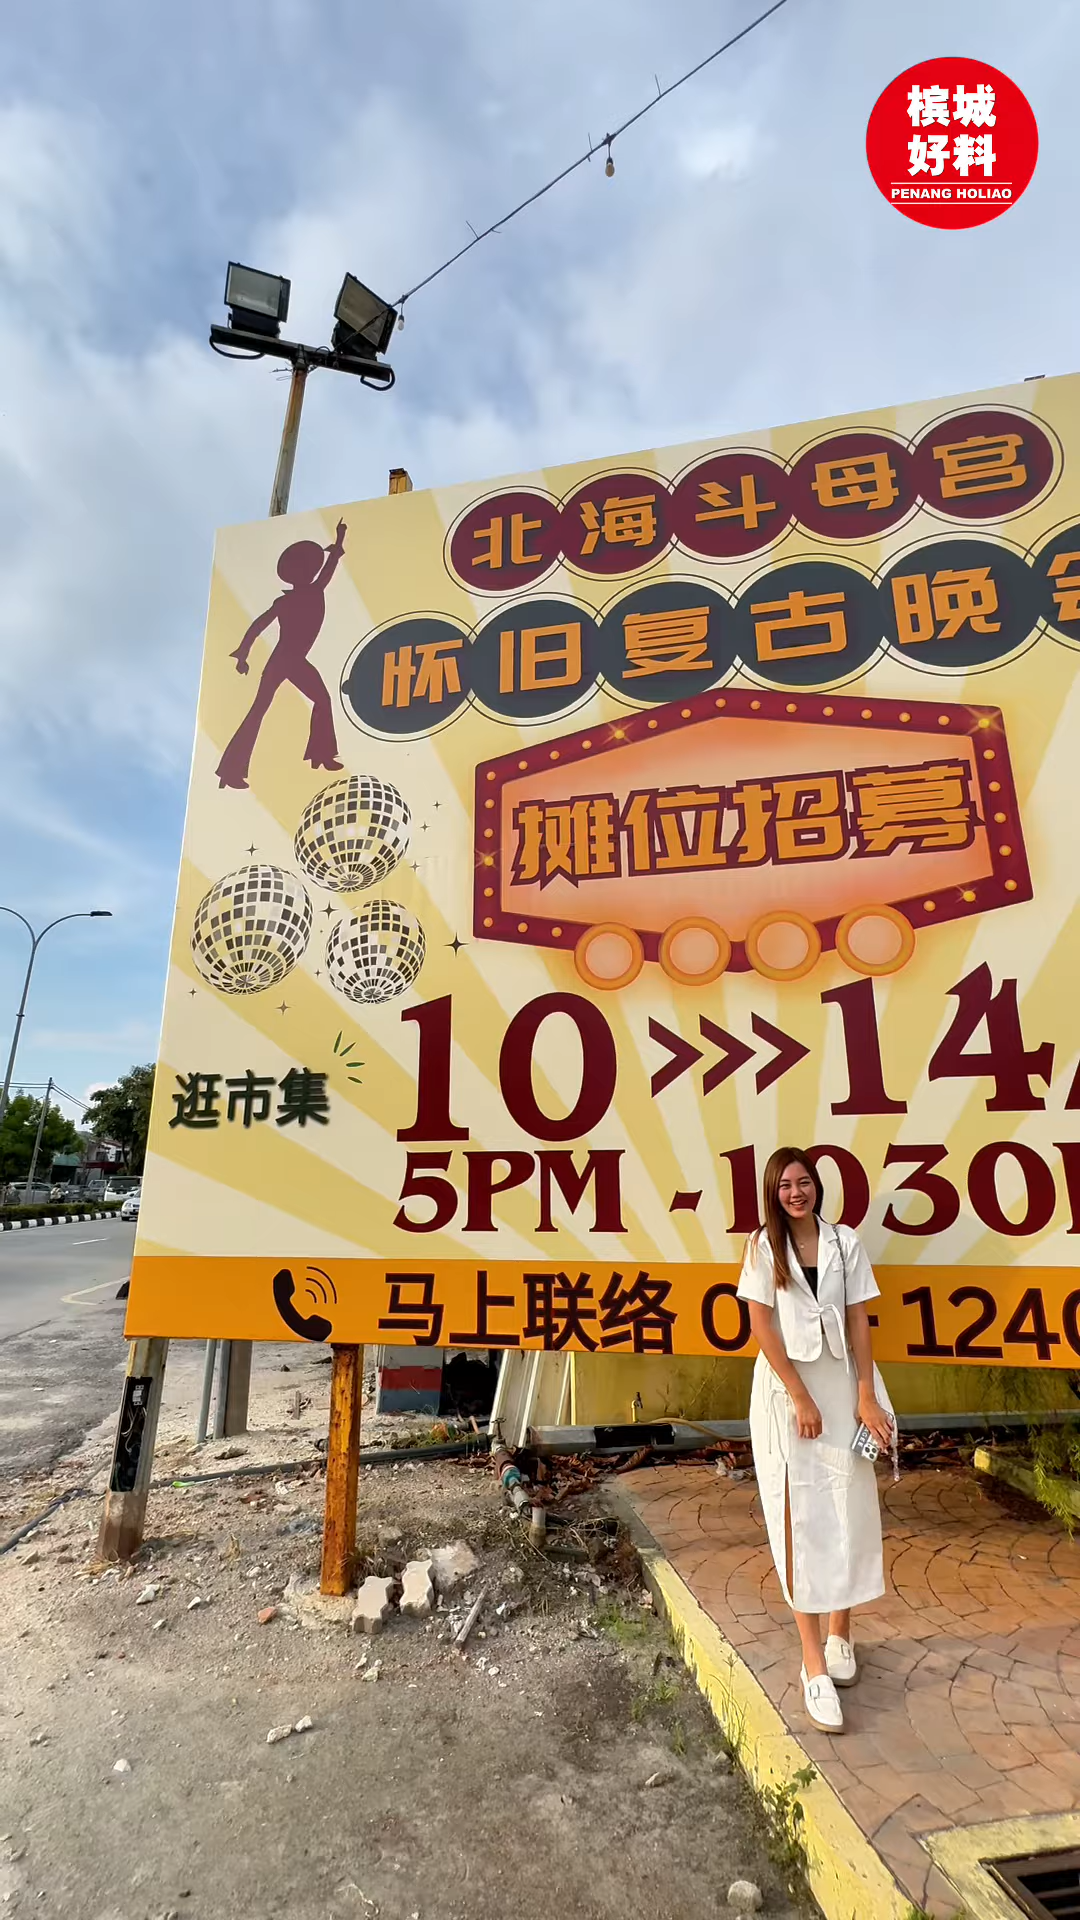 槟城
好料
PENANG HOLIAO
北海斗母宫
怀旧复古晚会
摊位招募
10 >>> 14
逛市集
5PM - 1030
马上联络 0 - 1240